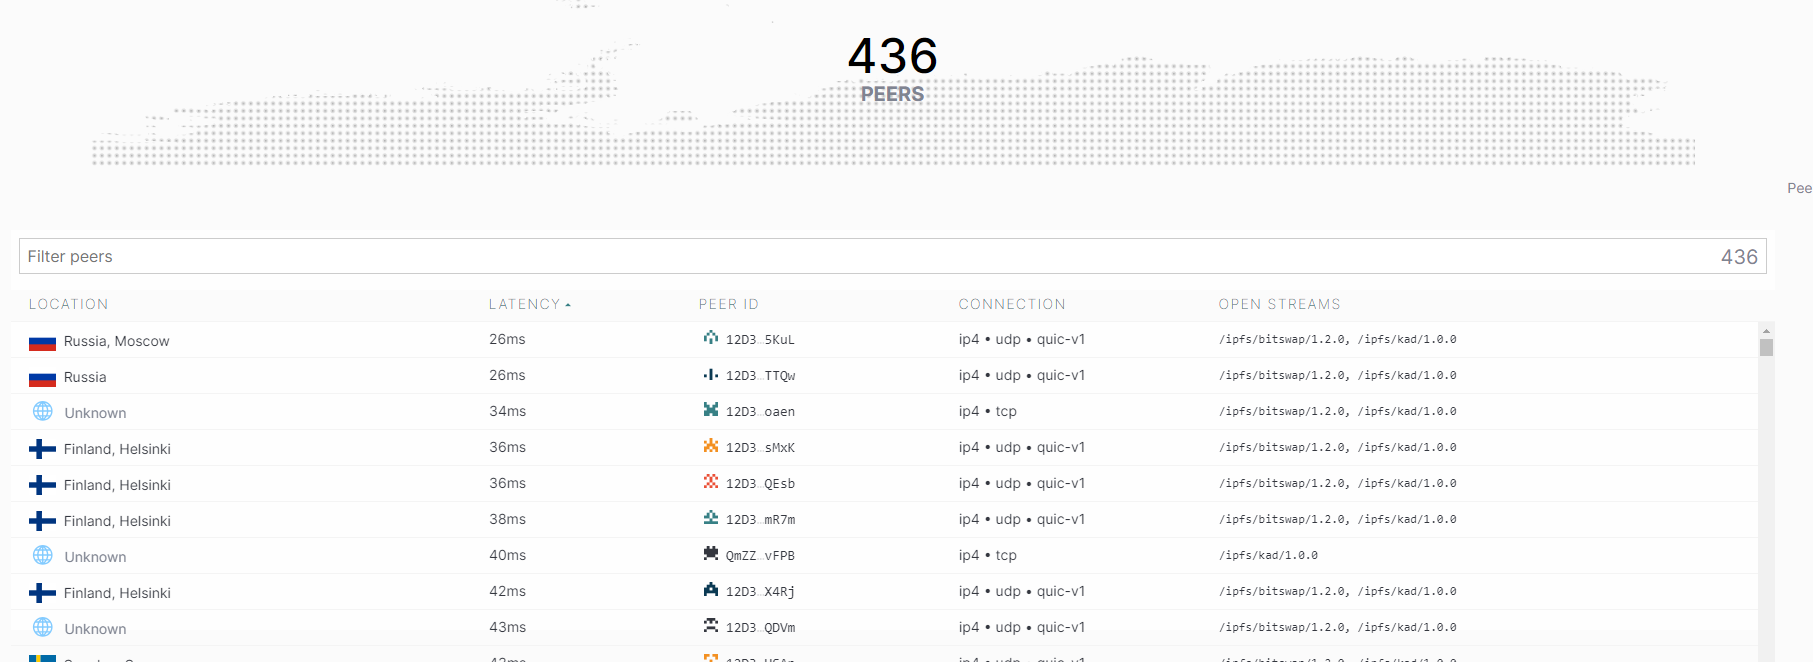 436
PEERS
Pee
Filter peers 436
LOCATION LATENCY PEER ID CONNECTION OPEN STREAMS
Russia, Moscow 26ms 12D3…5KuL ip4 • udp • quic-v1 /ipfs/bitswap/1.2.0, /ipfs/kad/1.0.0
Russia 26ms 12D3…TTQw ip4 • udp • quic-v1 /ipfs/bitswap/1.2.0, /ipfs/kad/1.0.0
Unknown 34ms 12D3…oaen ip4 • tcp /ipfs/bitswap/1.2.0, /ipfs/kad/1.0.0
Finland, Helsinki 36ms 12D3…sMxK ip4 • udp • quic-v1 /ipfs/bitswap/1.2.0, /ipfs/kad/1.0.0
Finland, Helsinki 36ms 12D3…QEsb ip4 • udp • quic-v1 /ipfs/bitswap/1.2.0, /ipfs/kad/1.0.0
Finland, Helsinki 38ms 12D3…mR7m ip4 • udp • quic-v1 /ipfs/bitswap/1.2.0, /ipfs/kad/1.0.0
Unknown 40ms QmZZ…vFPB ip4 • tcp /ipfs/kad/1.0.0
Finland, Helsinki 42ms 12D3…X4Rj ip4 • udp • quic-v1 /ipfs/bitswap/1.2.0, /ipfs/kad/1.0.0
Unknown 43ms 12D3…QDVm ip4 • udp • quic-v1 /ipfs/bitswap/1.2.0, /ipfs/kad/1.0.0